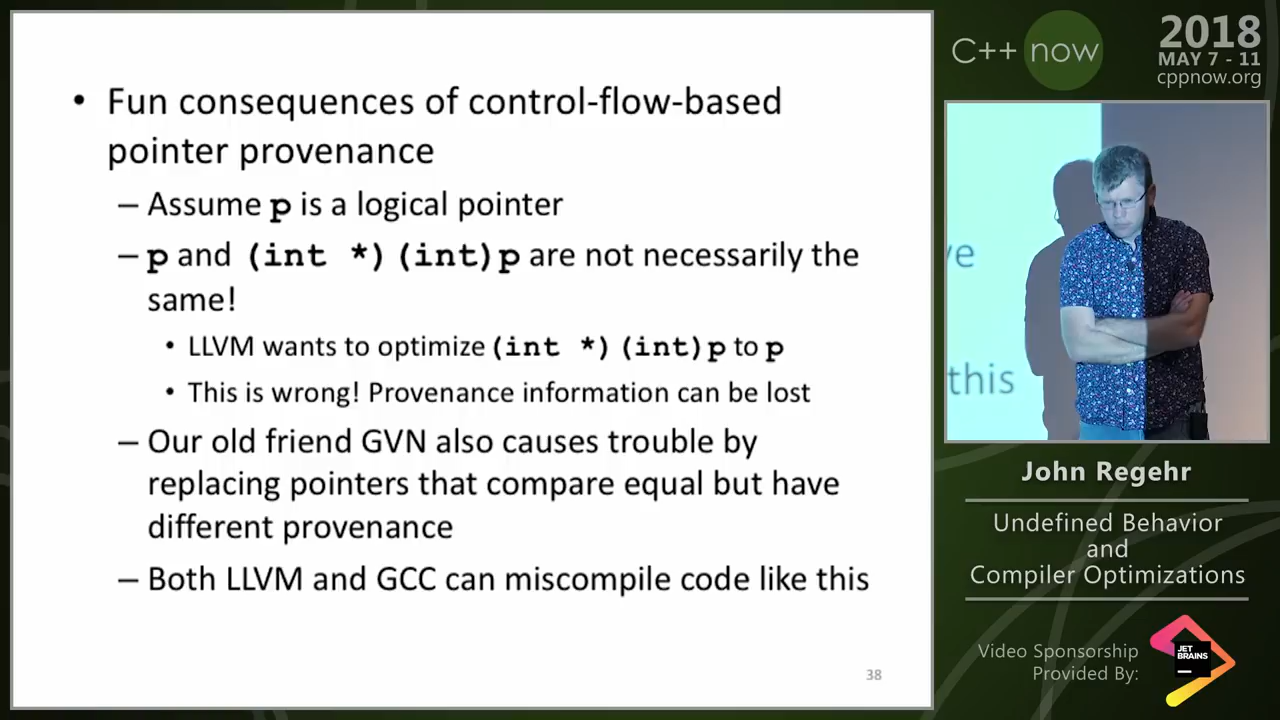 • Fun consequences of control-flow-based
pointer provenance
– Assume p is a logical pointer
– p and (int *)(int)p are not necessarily the
same!
• LLVM wants to optimize (int *)(int)p to p
• This is wrong! Provenance information can be lost
– Our old friend GVN also causes trouble by
replacing pointers that compare equal but have
different provenance
– Both LLVM and GCC can miscompile code like this
38
C++ now
2018
MAY 7 - 11
cppnow.org
this
John Regehr
Undefined Behavior
and
Compiler Optimizations
Video Sponsorship
Provided By:
JET
BRAINS